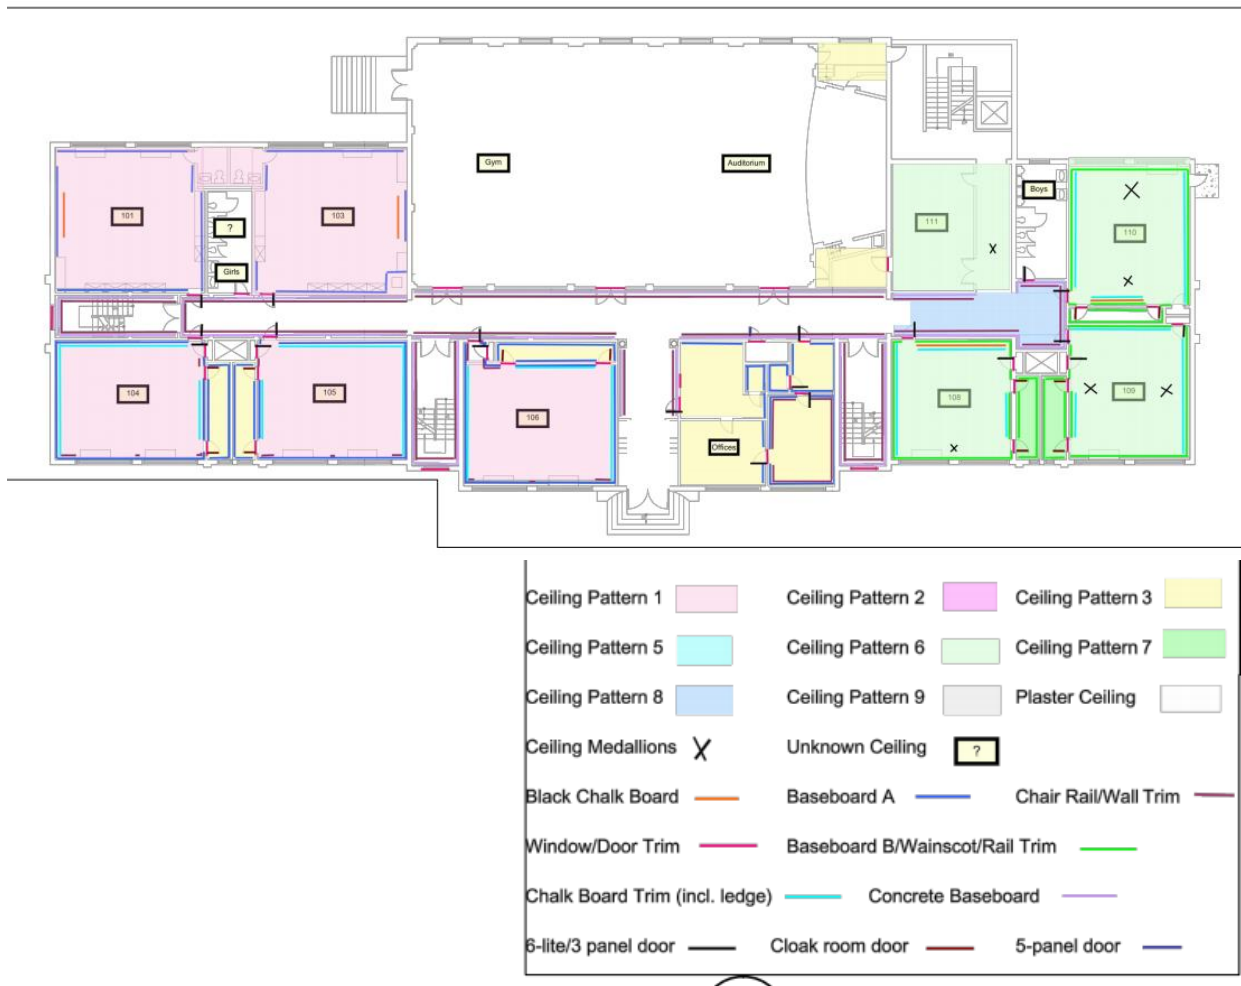 Gym
Auditorium
Boys
101
?
103
111
110
Girls
104
105
106
Offices
108
109
Ceiling Pattern 1 Ceiling Pattern 2 Ceiling Pattern 3
Ceiling Pattern 5 Ceiling Pattern 6 Ceiling Pattern 7
Ceiling Pattern 8 Ceiling Pattern 9 Plaster Ceiling
Ceiling Medallions Unknown Ceiling ?
Black Chalk Board Baseboard A Chair Rail/Wall Trim
Window/Door Trim Baseboard B/Wainscot/Rail Trim
Chalk Board Trim (incl. ledge) Concrete Baseboard
6-lite/3 panel door Cloak room door 5-panel door